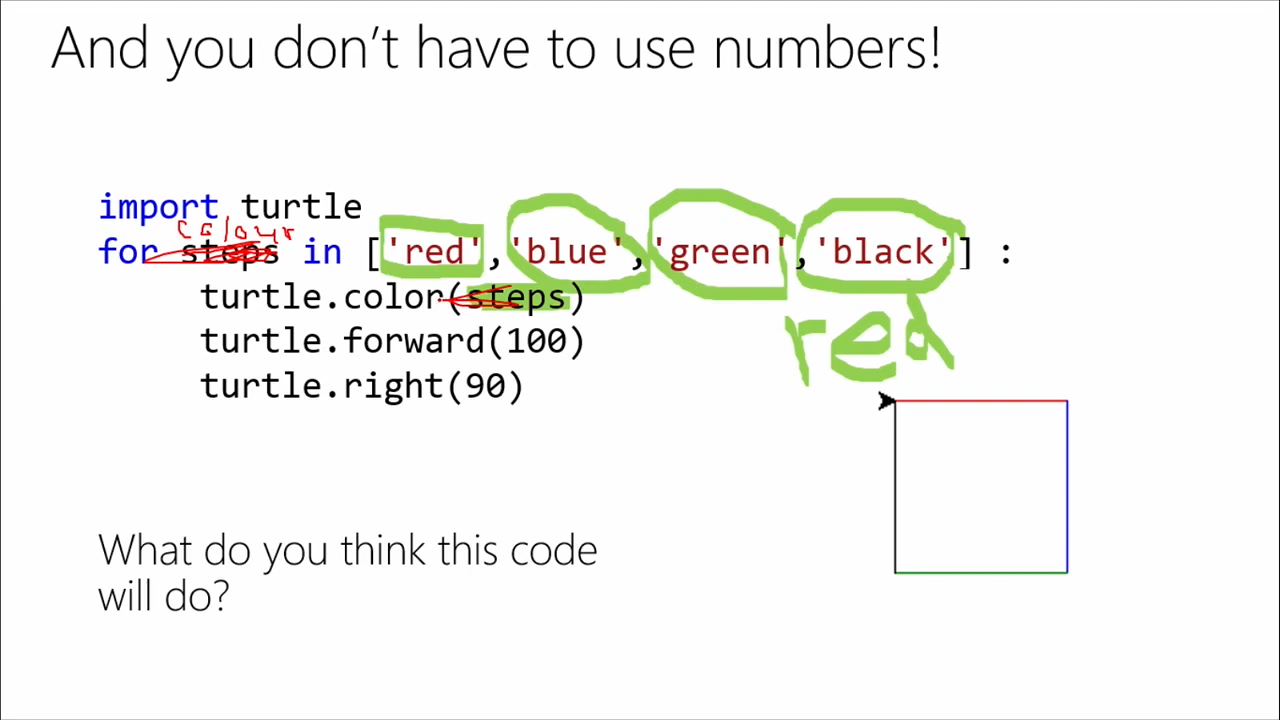 And you don't have to use numbers!
import turtle
colour
for steps in ['red','blue','green','black'] :
turtle.color(steps)
red
turtle.forward(100)
turtle.right(90)
What do you think this code
will do?